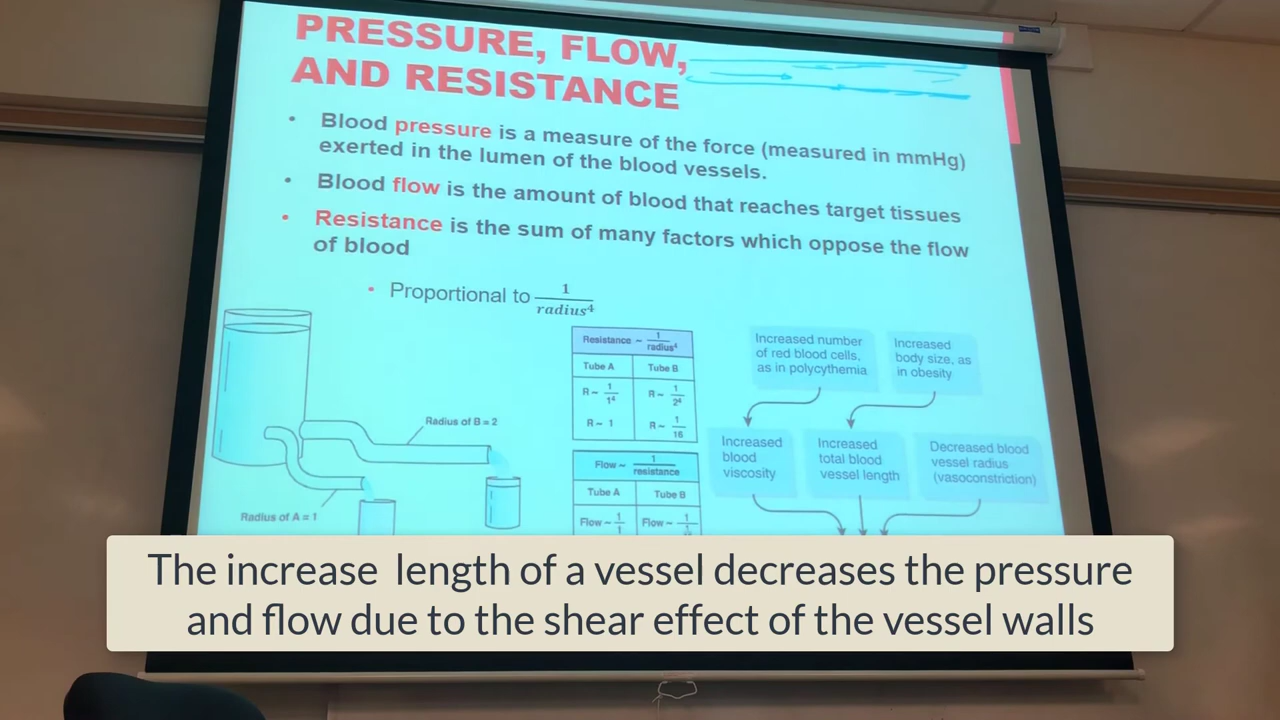 PRESSURE, FLOW,
AND RESISTANCE
• Blood pressure is a measure of the force (measured in mmHg)
exerted in the lumen of the blood vessels.
• Blood flow is the amount of blood that reaches target tissues
• Resistance is the sum of many factors which oppose the flow
of blood
• Proportional to 1/radius⁴
Radius of B = 2
Radius of A = 1
Resistance ~ 1/radius⁴
Tube A Tube B
R ~ 1/1⁴ R ~ 1/2⁴
R ~ 1 R ~ 1/16
Flow ~ 1/resistance
Tube A Tube B
Flow ~ 1/1 Flow ~
Increased number
of red blood cells,
as in polycythemia
Increased
body size, as
in obesity
Increased
blood
viscosity
Increased
total blood
vessel length
Decreased blood
vessel radius
(vasoconstriction)
The increase length of a vessel decreases the pressure
and flow due to the shear effect of the vessel walls